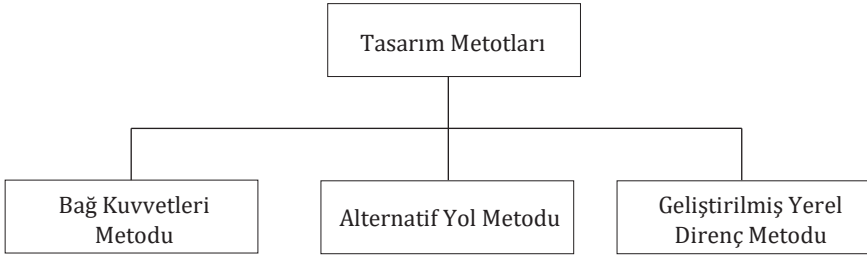 Tasarım Metotları
Bağ Kuvvetleri
Metodu
Alternatif Yol Metodu
Geliştirilmiş Yerel
Direnç Metodu